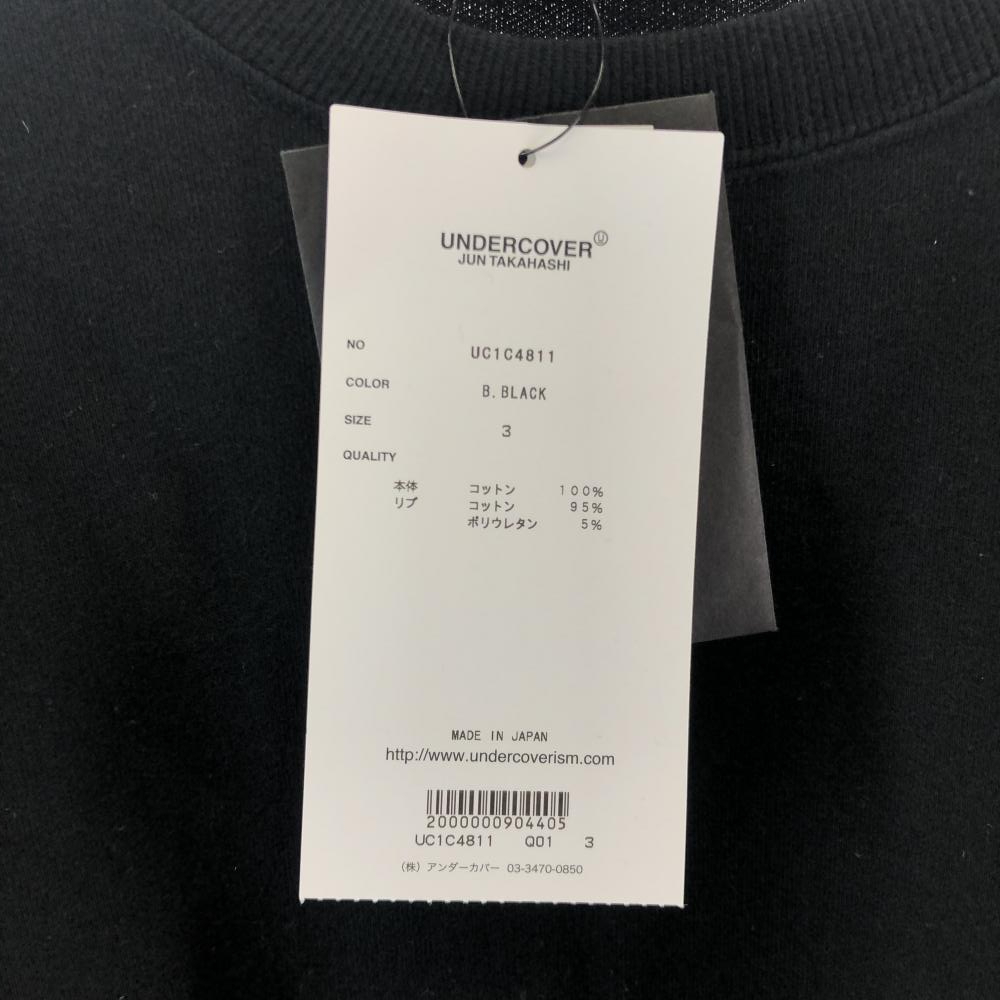 UNDERCOVER Ⓤ
JUN TAKAHASHI
NO UC1C4811
COLOR B.BLACK
SIZE 3
QUALITY
本体 コットン 100%
リブ コットン 95%
ポリウレタン 5%
MADE IN JAPAN
http://www.undercoverism.com
2000000904405
UC1C4811 Q01 3
(株) アンダーカバー 03-3470-0850